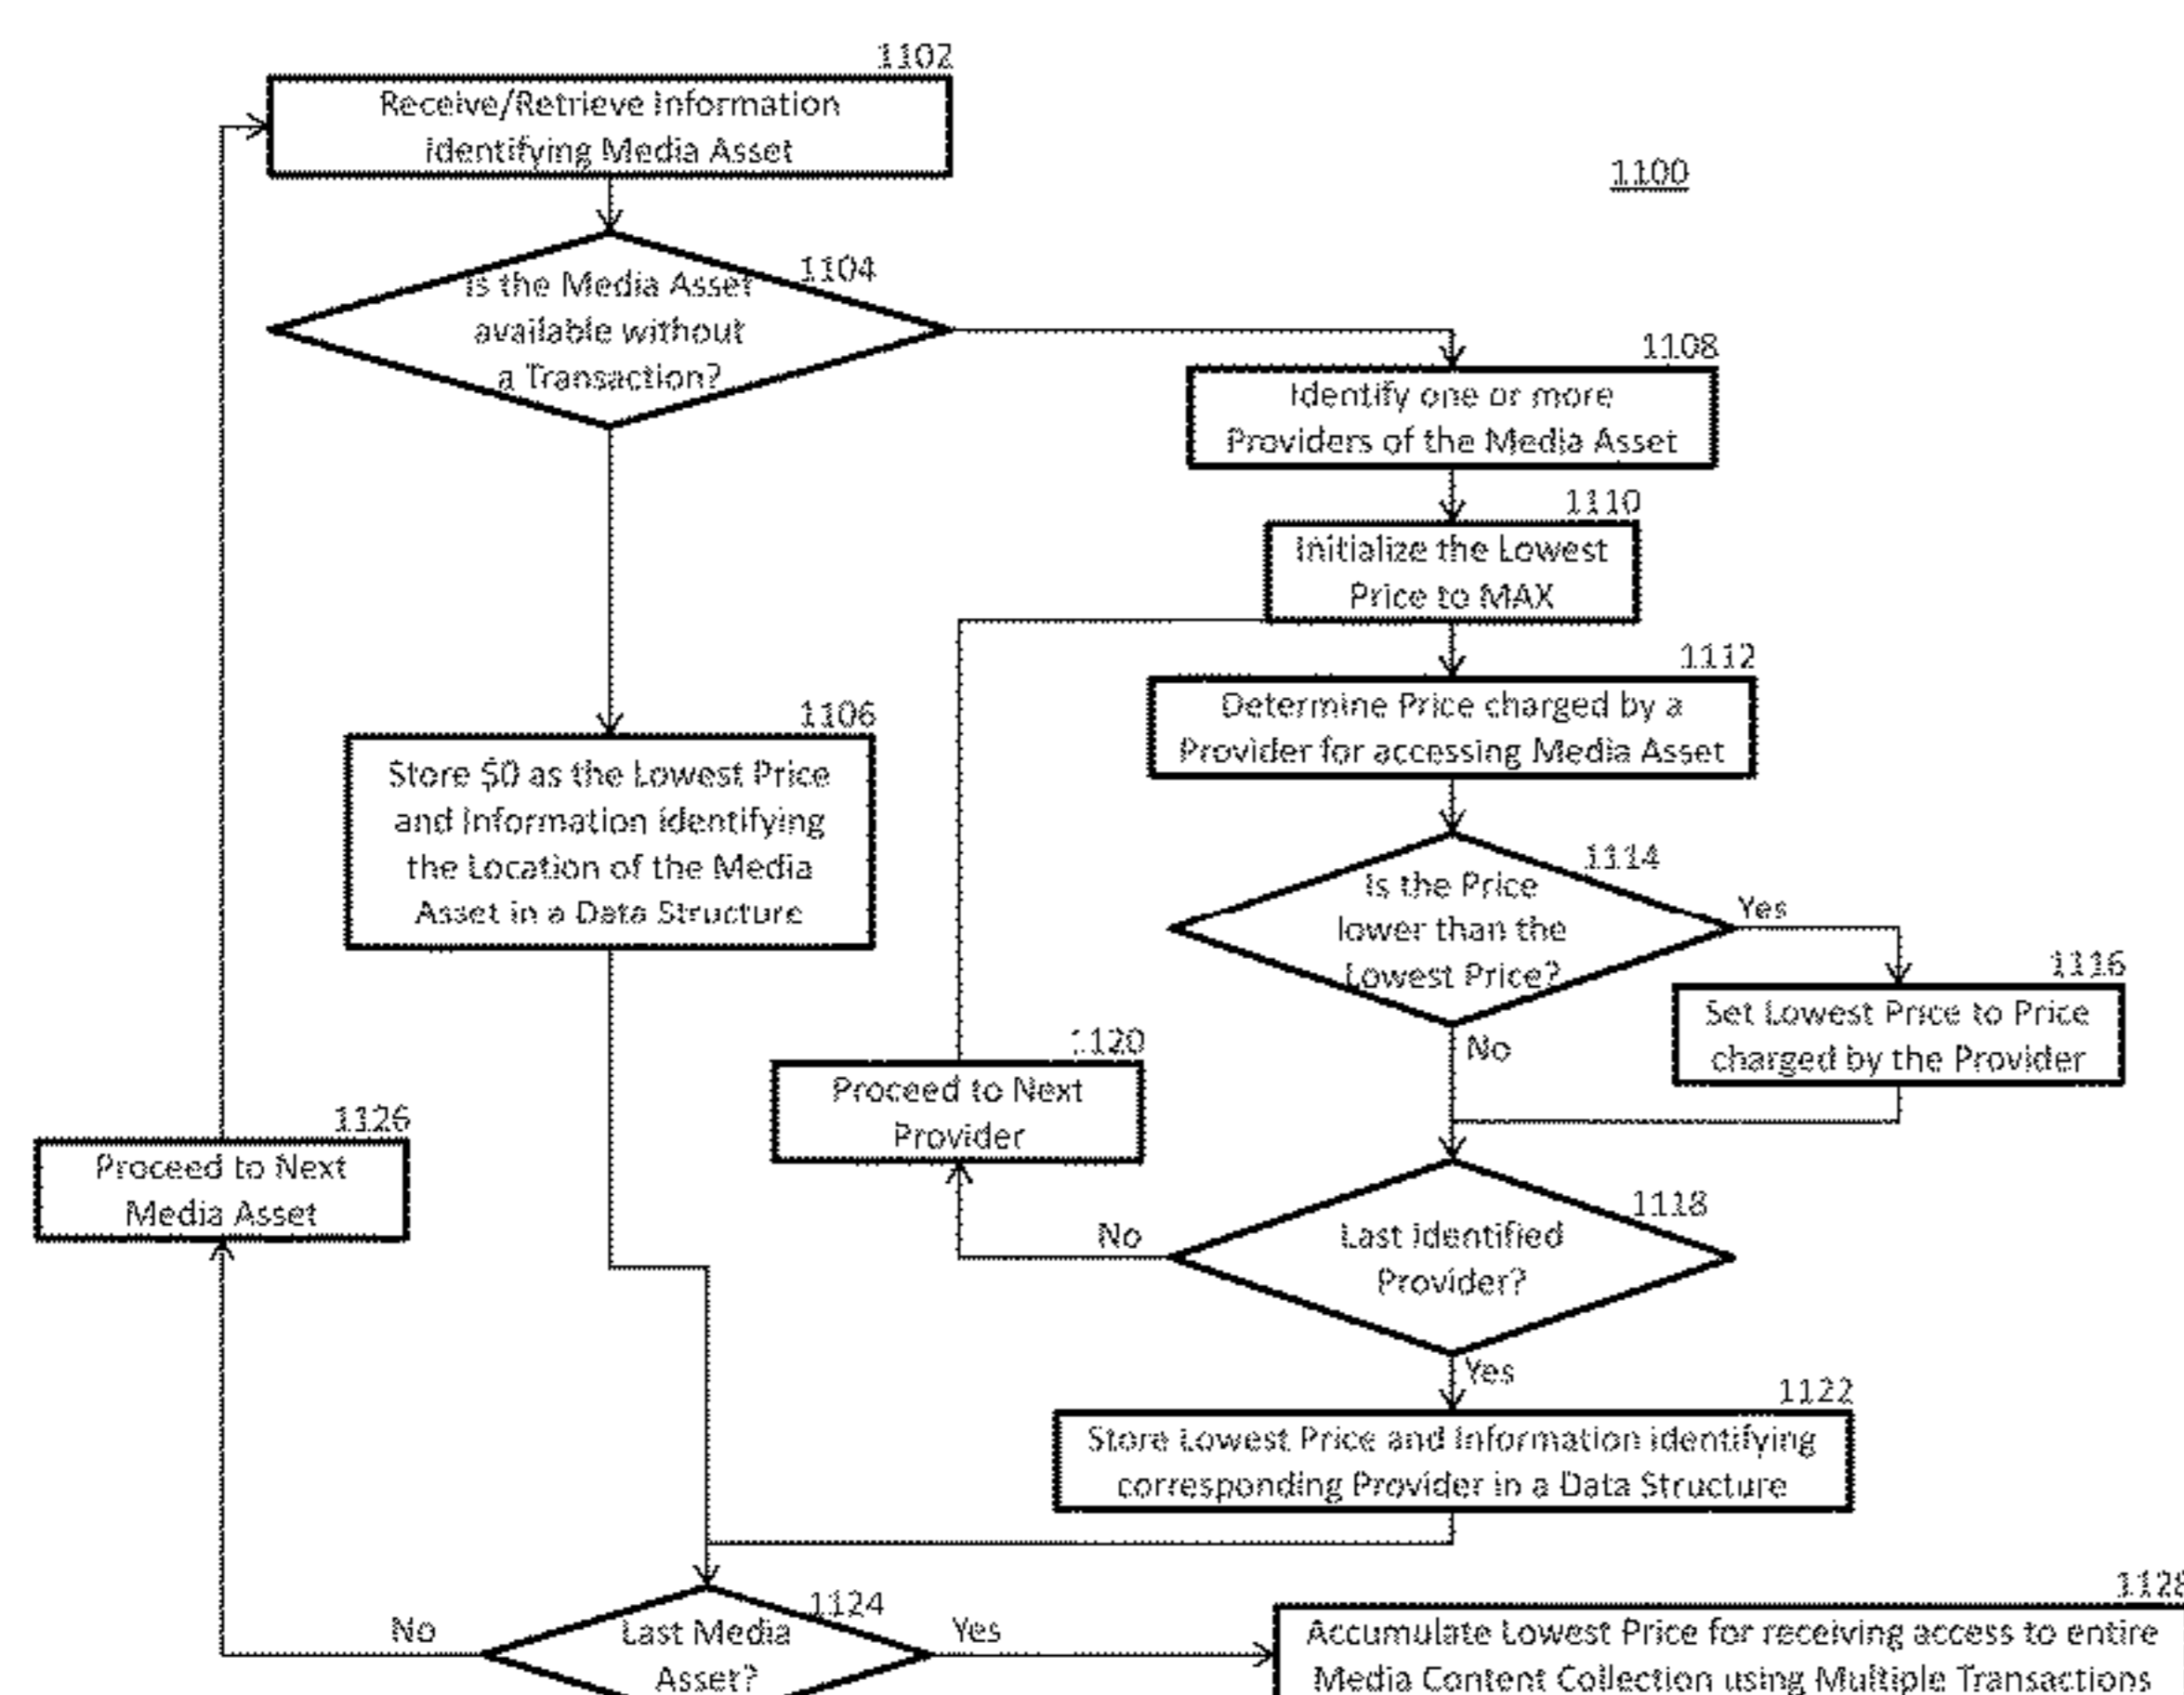 1102
Receive/Retrieve Information
identifying Media Asset
1100
1104
Is the Media Asset
available without
a Transaction?
1108
Identify one or more
Providers of the Media Asset
1110
Initialize the Lowest
Price to MAX
1112
Determine Price charged by a
Provider for accessing Media Asset
1106
Store $0 as the Lowest Price
and Information identifying
the Location of the Media
Asset in a Data Structure
1114
Is the Price
lower than the
Lowest Price?
Yes
No
1116
Set Lowest Price to Price
charged by the Provider
1120
Proceed to Next
Provider
1126
Proceed to Next
Media Asset
1118
Last Identified
Provider?
No
Yes
1122
Store Lowest Price and Information identifying
corresponding Provider in a Data Structure
1124
Last Media
Asset?
No
Yes
1128
Accumulate Lowest Price for receiving access to entire
Media Content Collection using Multiple Transactions